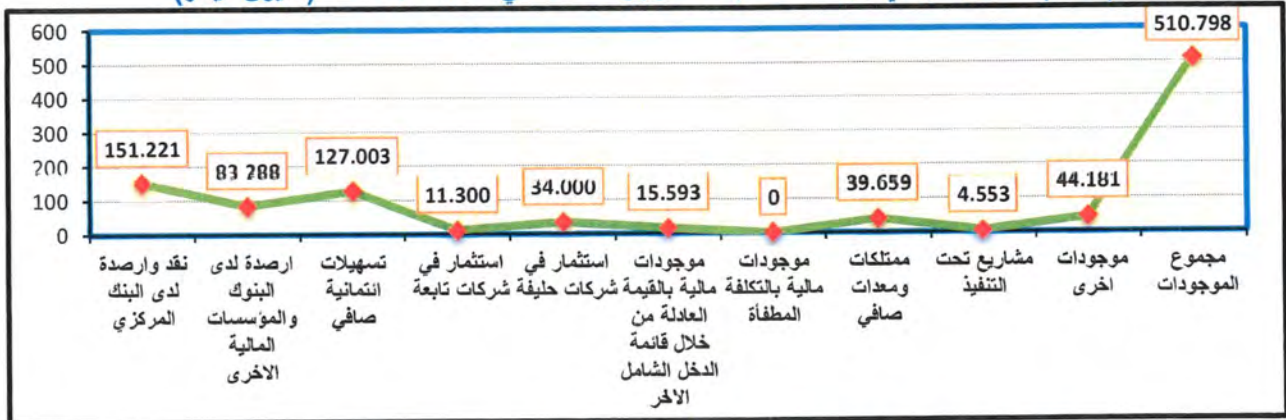 510.798
600
500
400
300
200
100
0
151.221
83.288
127.003
11.300
34.000
15.593
0
39.659
4.553
44.181
نقد وارصدة
لدى البنك
المركزي
ارصدة لدى
البنوك
والمؤسسات
المالية
الاخرى
تسهيلات
انتمانية
صافي
استثمار في
شركات تابعة
استثمار في
شركات حليفة
موجودات
مالية بالقيمة
العادلة من
خلال قائمة
الدخل الشامل
الاخر
موجودات
مالية بالتكلفة
المطفأة
ممتلكات
ومعدات
صافي
مشاريع تحت
التنفيذ
موجودات
اخرى
مجموع
الموجودات